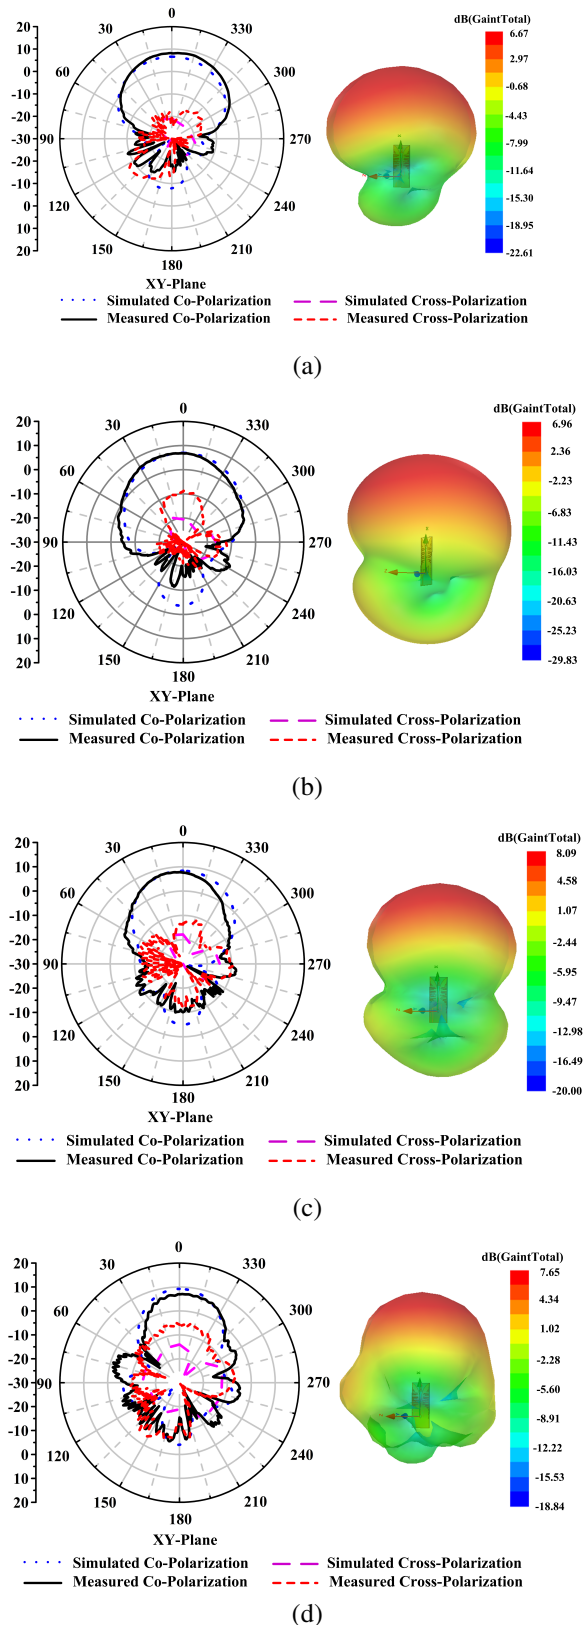 0
dB(GaintTotal)
20 30 330 6.67
10 2.97
60 300
0 -0.68
-10 -4.33
-20 -7.99
-30 90 270
-20 -11.64
-10 -15.30
120 240
0 -18.95
10 150 210
20 180 -22.61
XY-Plane
Simulated Co-Polarization Simulated Cross-Polarization
Measured Co-Polarization Measured Cross-Polarization
(a)
0 dB(GaintTotal)
20 30 330 6.96
10 2.36
60 300
0 -2.23
-10 -6.83
-20 -11.43
-30 90 270
-20 -16.03
-10 -20.63
120 240
0 -25.23
10 150 210
20 180 -29.83
XY-Plane
Simulated Co-Polarization Simulated Cross-Polarization
Measured Co-Polarization Measured Cross-Polarization
(b)
0 dB(GaintTotal)
20 30 330 8.09
10 4.58
60 300
0 1.07
-10 -2.44
-20 -5.95
-30 90 270
-20 -9.47
-10 -12.98
120 240
0 -16.49
10 150 210
20 180 -20.00
XY-Plane
Simulated Co-Polarization Simulated Cross-Polarization
Measured Co-Polarization Measured Cross-Polarization
(c)
0 dB(GaintTotal)
20 30 330 7.65
10 4.34
60 300
0 1.02
-10 -2.28
-20 -5.60
-30 90 270
-20 -8.91
-10 -12.22
120 240
0 -15.53
10 150 210
20 180 -18.84
XY-Plane
Simulated Co-Polarization Simulated Cross-Polarization
Measured Co-Polarization Measured Cross-Polarization
(d)